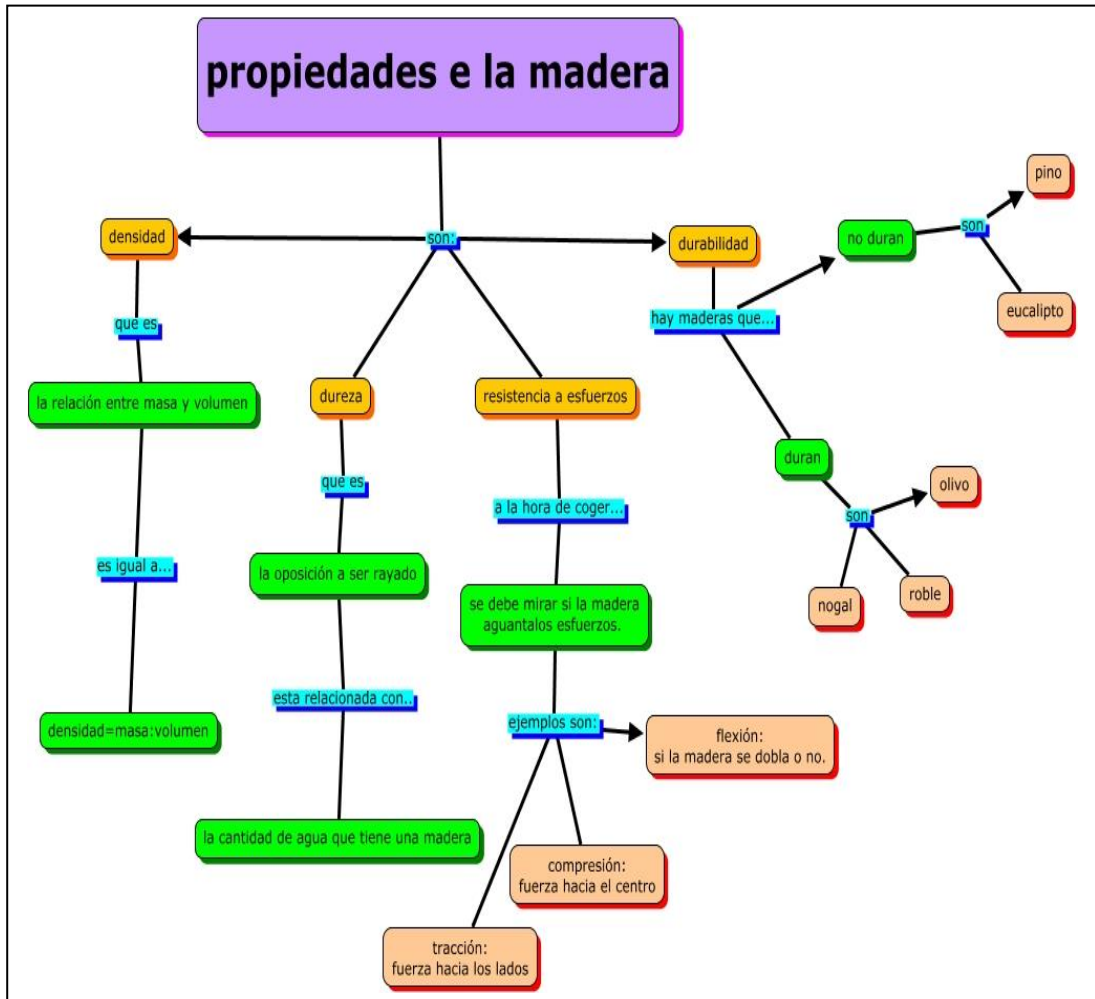 propiedades e la madera
son:
densidad
que es
la relación entre masa y volumen
es igual a...
densidad=masa:volumen
dureza
que es
la oposición a ser rayado
esta relacionada con..
la cantidad de agua que tiene una madera
resistencia a esfuerzos
a la hora de coger...
se debe mirar si la madera
aguantalos esfuerzos.
ejemplos son:
flexión:
si la madera se dobla o no.
compresión:
fuerza hacia el centro
tracción:
fuerza hacia los lados
durabilidad
hay maderas que...
no duran
son
pino
eucalipto
duran
son
olivo
roble
nogal